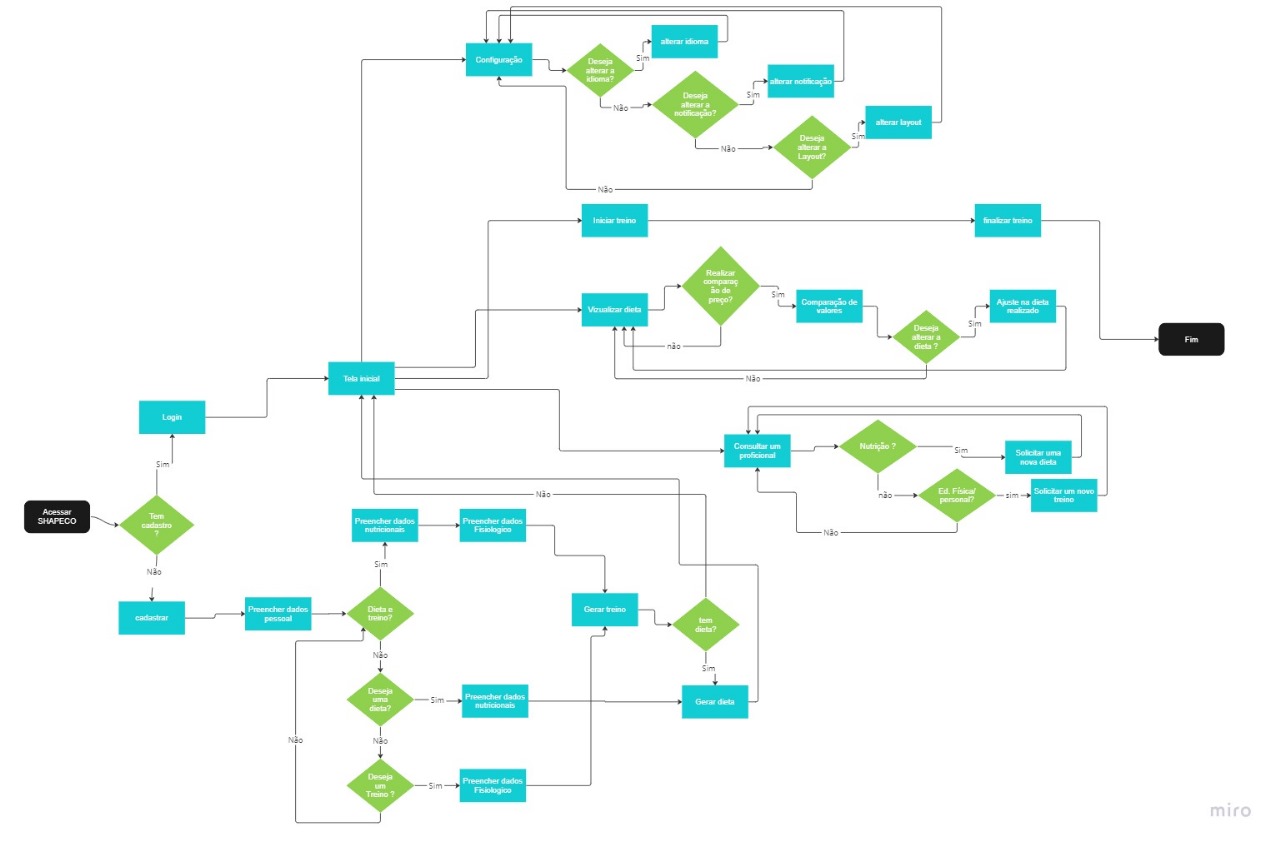 Configuração
Deseja
alterar a
idioma?
Sim
alterar idioma
Não
Deseja
alterar a
notificação?
Sim
alterar notificação
Não
Deseja
alterar a
Layout?
Sim
alterar layout
Não
Iniciar treino
finalizar treino
Vizualizar dieta
Realizar
comparaç
ão de
preço?
Sim
não
Comparação de
valores
Deseja
alterar a
dieta ?
Sim
Ajuste na dieta
realizado
Não
Fim
Tela inicial
Login
Sim
Acessar
SHAPECO
Tem
cadastro
?
Não
cadastrar
Preencher dados
pessoal
Consultar um
proficional
Nutrição ?
Sim
Solicitar uma
nova dieta
não
Ed. Física/
personal?
sim
Solicitar um novo
treino
Não
Não
Preencher dados
nutricionais
Preencher dados
Fisiologico
Sim
Dieta e
treino?
Gerar treino
tem
dieta?
Sim
Não
Deseja
uma
dieta?
Sim
Preencher dados
nutricionais
Gerar dieta
Não
Não
Deseja
um
Treino ?
Sim
Preencher dados
Fisiologico
miro